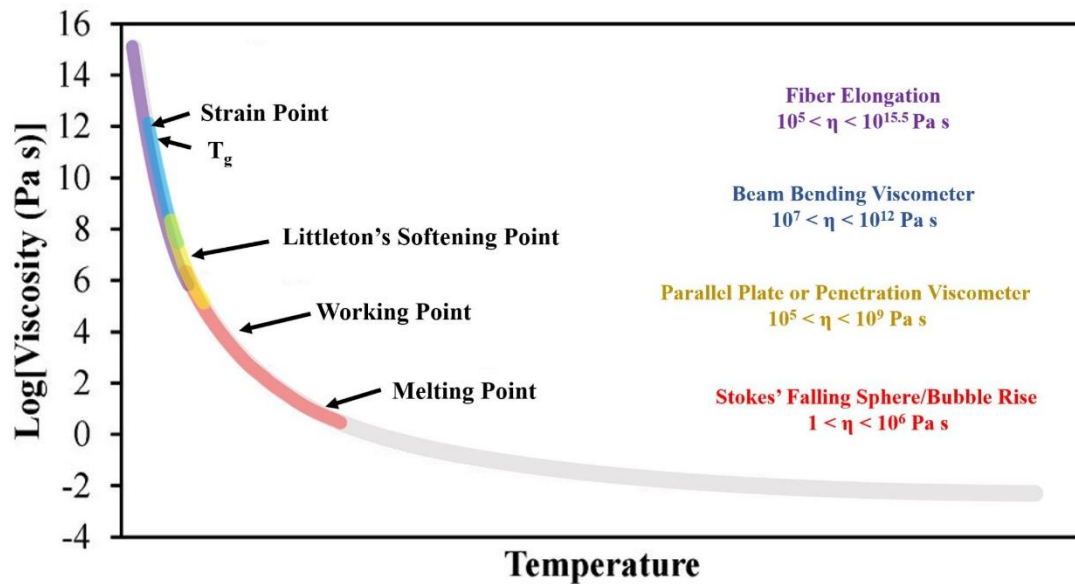 Log[Viscosity (Pa s)]
16
14
12
10
8
6
4
2
0
-2
-4
Strain Point
Tg
Littleton's Softening Point
Working Point
Melting Point
Fiber Elongation
10⁵ < η < 10¹⁵·⁵ Pa s
Beam Bending Viscometer
10⁷ < η < 10¹² Pa s
Parallel Plate or Penetration Viscometer
10⁵ < η < 10⁹ Pa s
Stokes' Falling Sphere/Bubble Rise
1 < η < 10⁶ Pa s
Temperature